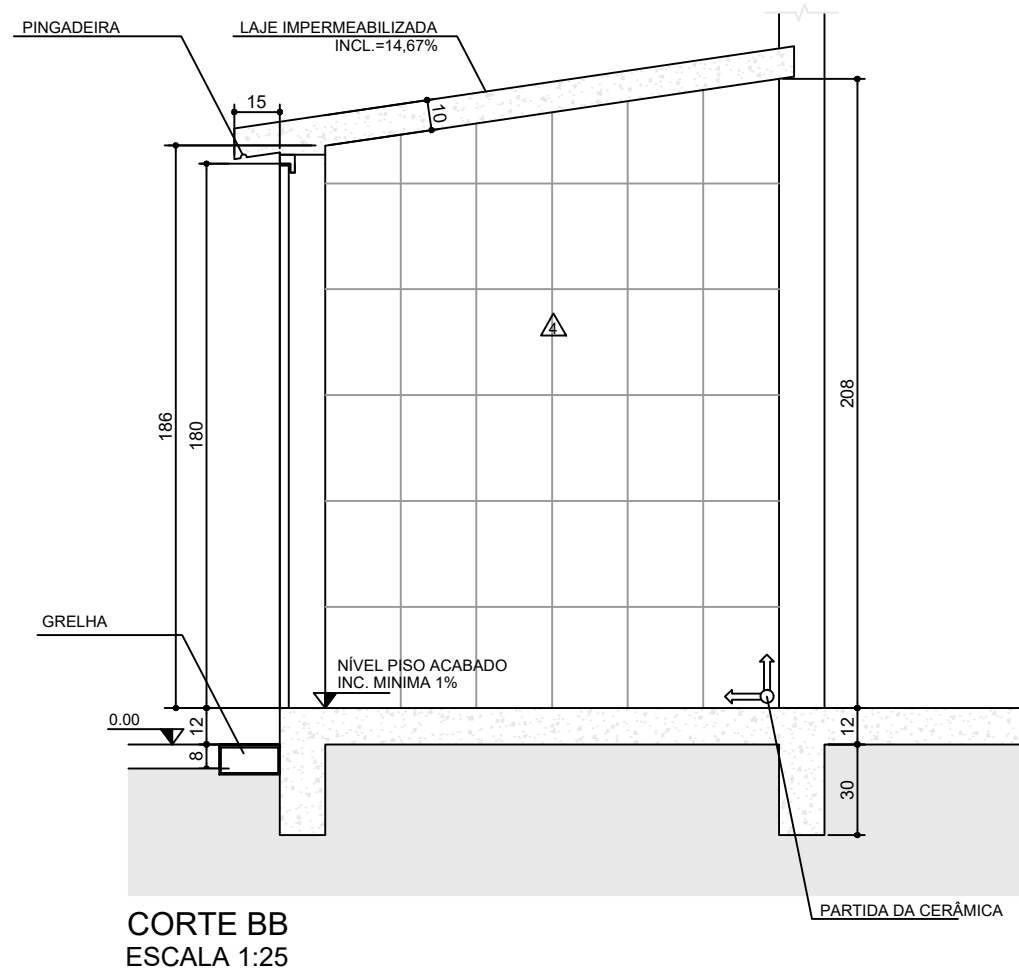 PINGADEIRA
LAJE IMPERMEABILIZADA
INCL.=14,67%
15
10
4
186
180
208
GRELHA
NÍVEL PISO ACABADO
INC. MINIMA 1%
0.00
12
8
12
30
PARTIDA DA CERÂMICA
CORTE BB
ESCALA 1:25